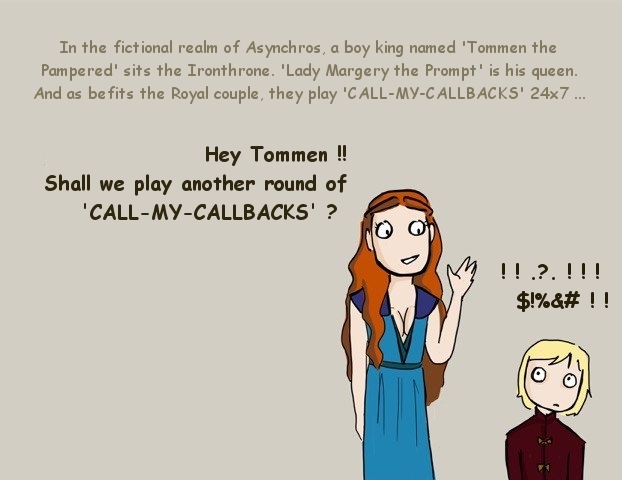 In the fictional realm of Asynchros, a boy king named 'Tommen the
Pampered' sits the Ironthrone. 'Lady Margery the Prompt' is his queen.
And as befits the Royal couple, they play 'CALL-MY-CALLBACKS' 24x7 ...
Hey Tommen !!
Shall we play another round of
'CALL-MY-CALLBACKS' ?
! ! .?. ! ! !
$!%&# ! !